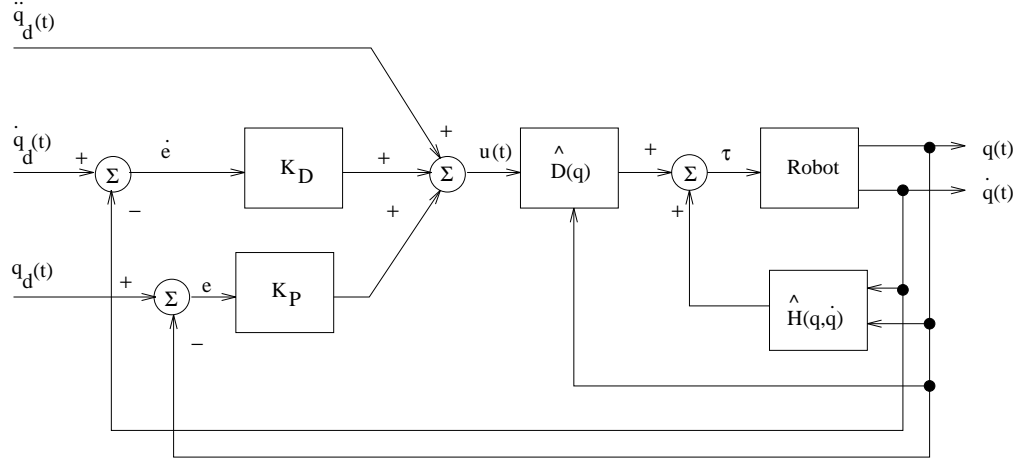 q̈_d(t)
q̇_d(t)
+
Σ
−
ė
K_D
+
+
+
Σ
u(t)
D̂(q)
+
Σ
+
τ
Robot
q(t)
q̇(t)
q_d(t)
+
Σ
−
e
K_P
Ĥ(q,q̇)